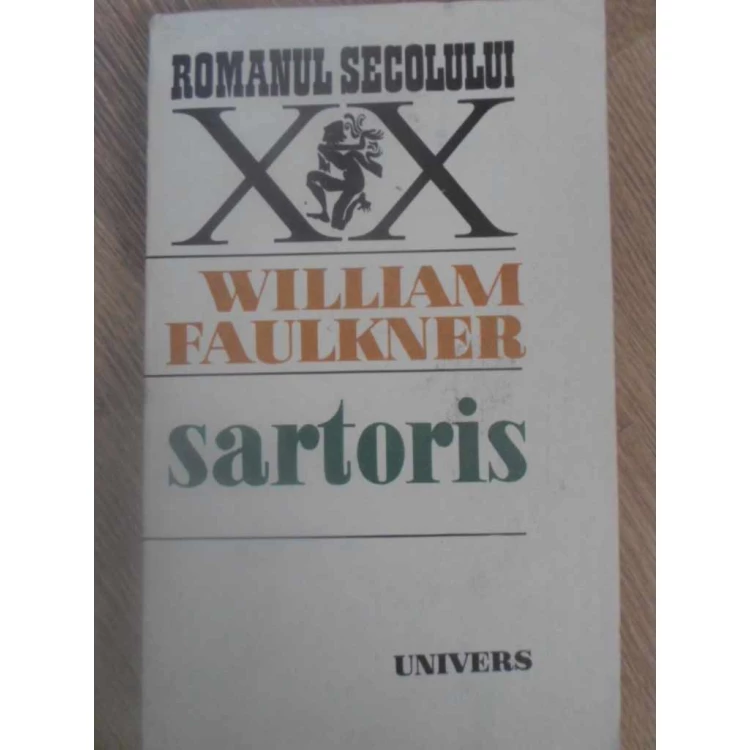 ROMANUL SECOLULUI
XX
WILLIAM
FAULKNER
sartoris
UNIVERS